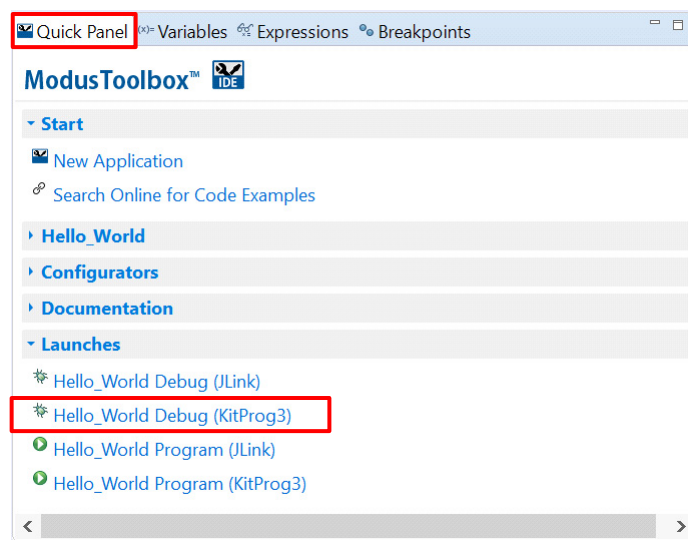 Quick Panel (x)= Variables Expressions Breakpoints
ModusToolbox™ IDE
Start
New Application
Search Online for Code Examples
Hello_World
Configurators
Documentation
Launches
Hello_World Debug (JLink)
Hello_World Debug (KitProg3)
Hello_World Program (JLink)
Hello_World Program (KitProg3)